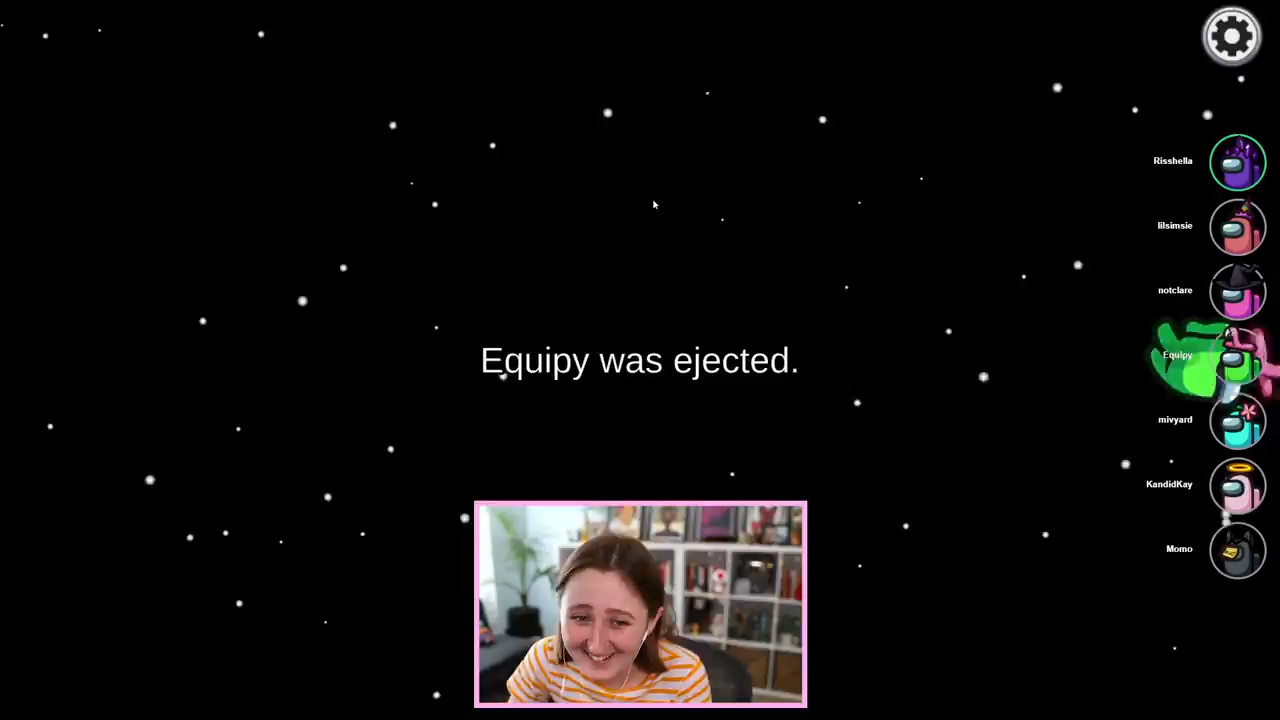 Risshella
lilsimsie
notclare
Equipy
Equipy was ejected.
mivyard
KandidKay
Momo